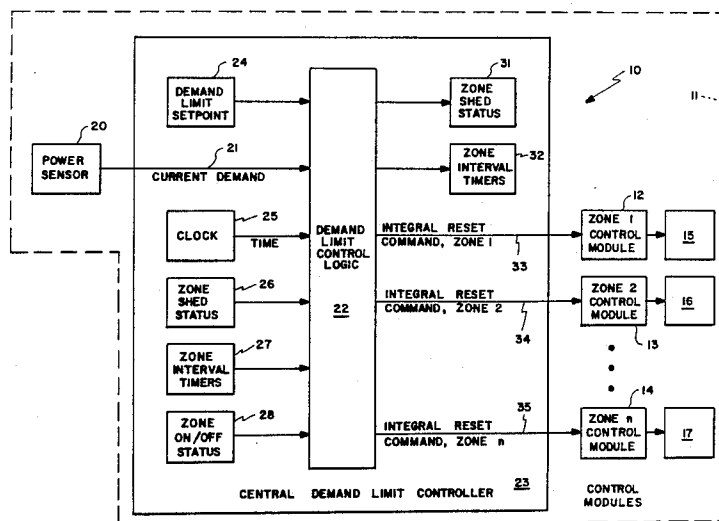 24
DEMAND
LIMIT
SETPOINT
31
ZONE
SHED
STATUS
10
11
20
POWER
SENSOR
21
CURRENT DEMAND
32
ZONE
INTERVAL
TIMERS
25
CLOCK
TIME
DEMAND
LIMIT
CONTROL
LOGIC
22
INTEGRAL RESET
COMMAND, ZONE 1
33
12
ZONE 1
CONTROL
MODULE
15
26
ZONE
SHED
STATUS
INTEGRAL RESET
COMMAND, ZONE 2
34
ZONE 2
CONTROL
MODULE
13
16
27
ZONE
INTERVAL
TIMERS
28
ZONE
ON/OFF
STATUS
INTEGRAL RESET
COMMAND, ZONE n
35
14
ZONE n
CONTROL
MODULE
17
CENTRAL DEMAND LIMIT CONTROLLER 23
CONTROL
MODULES